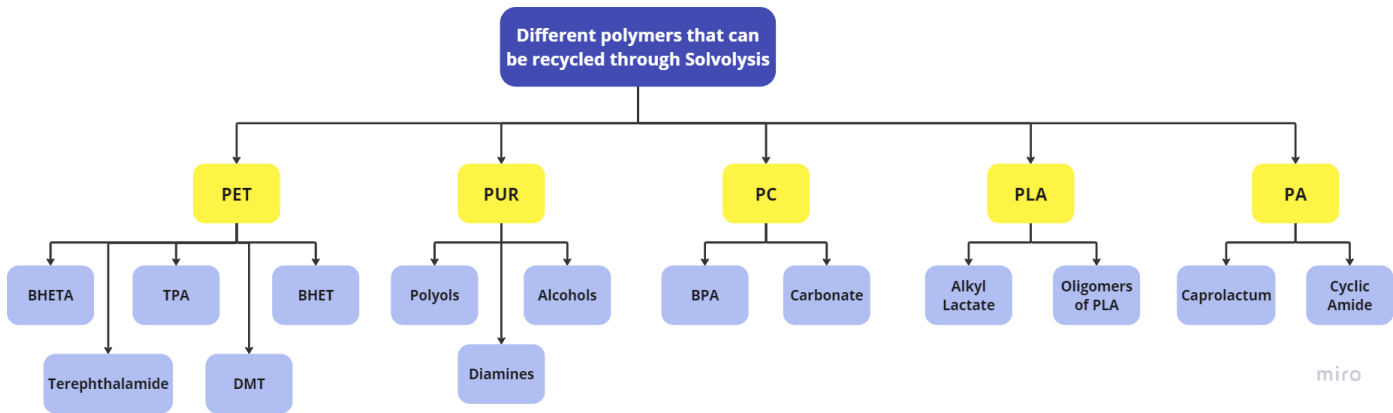 Different polymers that can
be recycled through Solvolysis
PET
PUR
PC
PLA
PA
BHETA
TPA
BHET
Polyols
Alcohols
BPA
Carbonate
Alkyl
Lactate
Oligomers
of PLA
Caprolactum
Cyclic
Amide
Terephthalamide
DMT
Diamines
miro